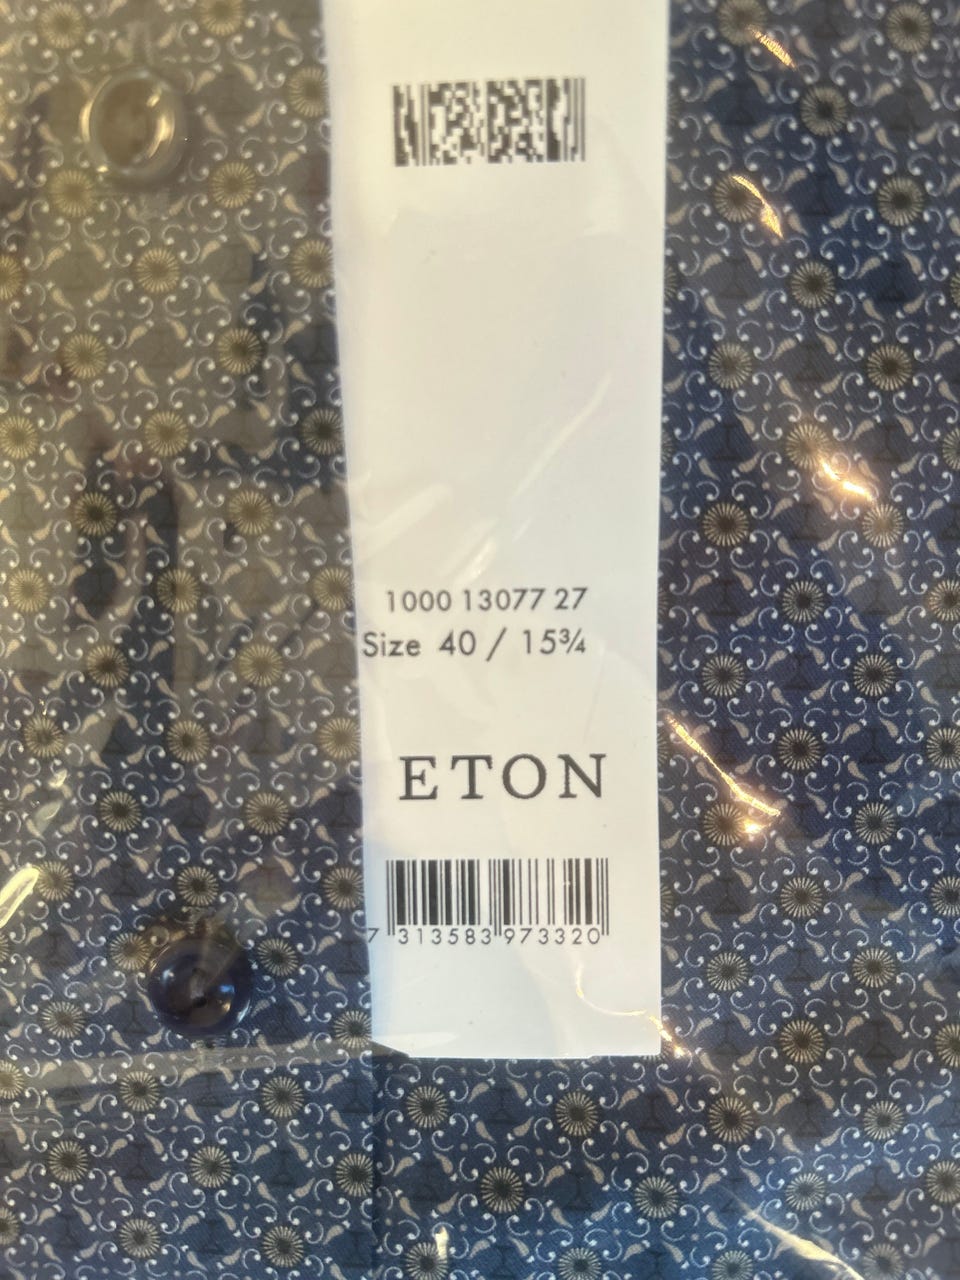 1000 13077 27
Size 40 / 15¾
ETON
7 313583 973320